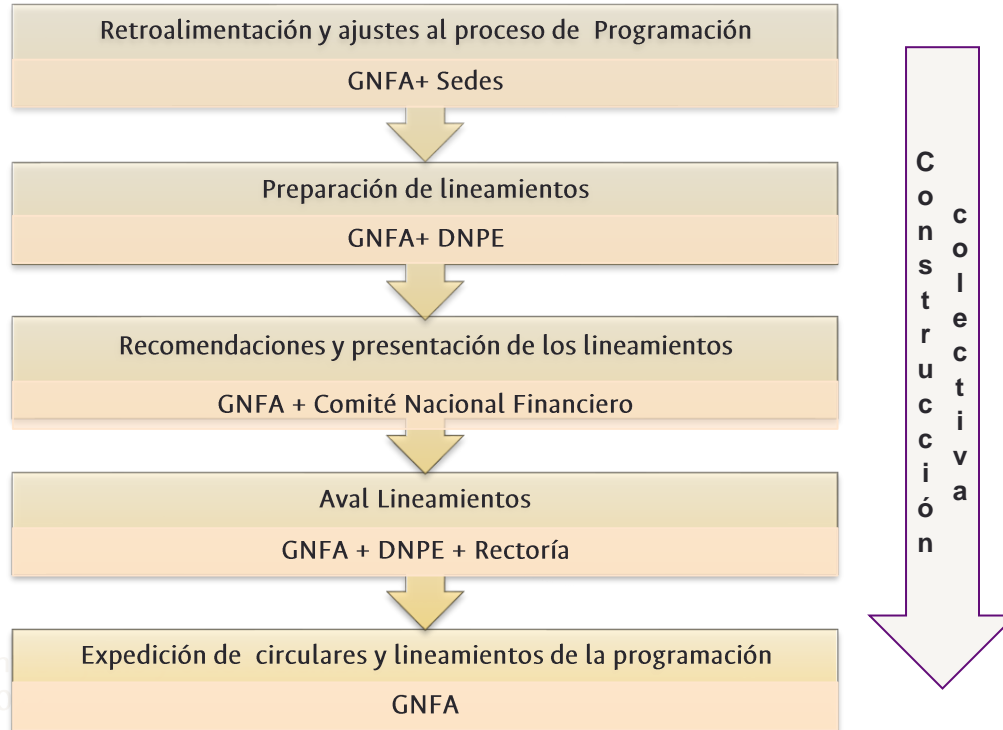 Retroalimentación y ajustes al proceso de Programación
GNFA+ Sedes
Preparación de lineamientos
GNFA+ DNPE
Recomendaciones y presentación de los lineamientos
GNFA + Comité Nacional Financiero
Aval Lineamientos
GNFA + DNPE + Rectoría
Expedición de circulares y lineamientos de la programación
GNFA
Construcción
colectiva